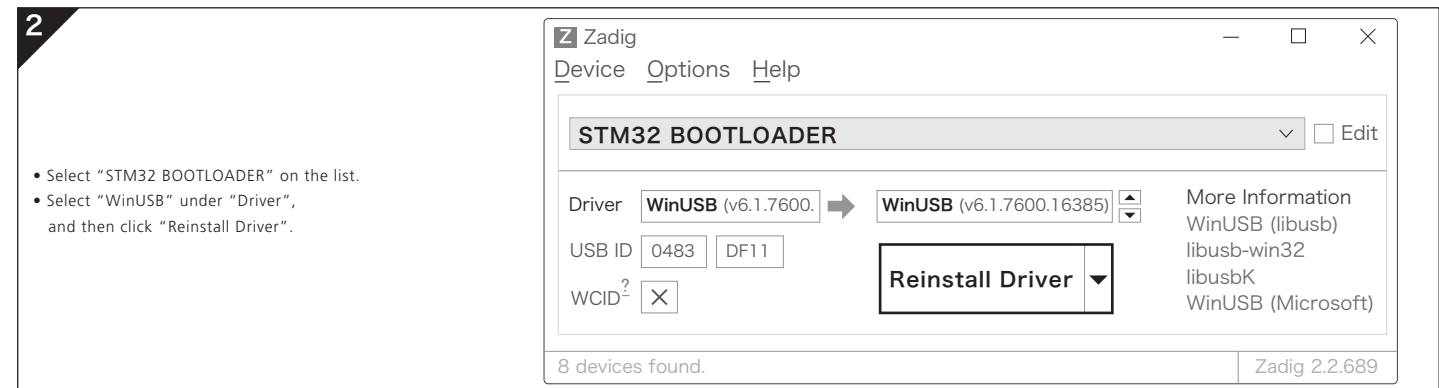 2
• Select “STM32 BOOTLOADER” on the list.
• Select “WinUSB” under “Driver”,
and then click “Reinstall Driver”.
Z Zadig
Device Options Help
STM32 BOOTLOADER
Edit
Driver WinUSB (v6.1.7600. WinUSB (v6.1.7600.16385)
USB ID 0483 DF11
WCID?
Reinstall Driver
More Information
WinUSB (libusb)
libusb-win32
libusbK
WinUSB (Microsoft)
8 devices found.
Zadig 2.2.689